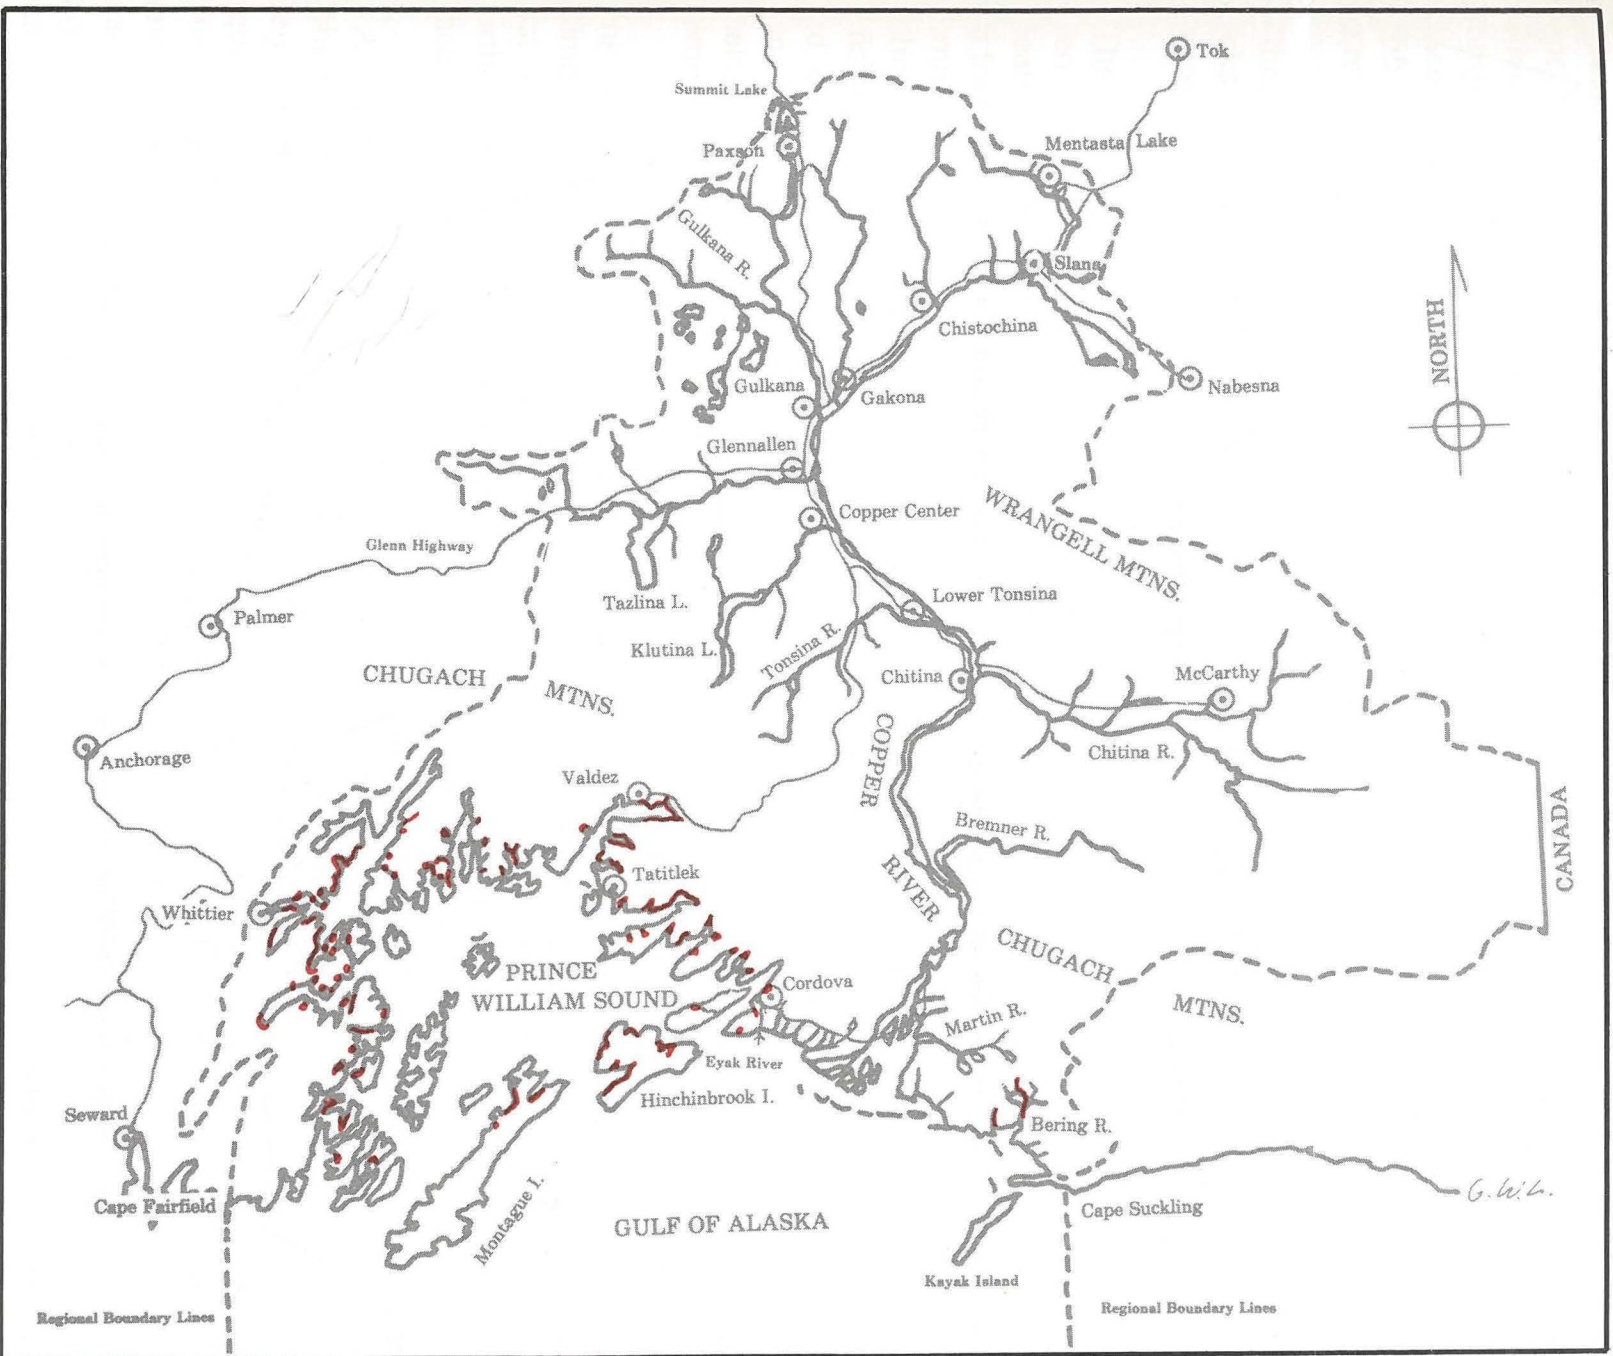 Tok
Summit Lake
Mentasta Lake
Paxson
Gulkana R.
Slana
Chistochina
NORTH
Gulkana
Gakona
Nabesna
Glennallen
Copper Center
WRANGELL MTNS.
Glenn Highway
Tazlina L.
Lower Tonsina
Palmer
Klutina L.
Tonsina R.
CHUGACH
MTNS.
Chitina
McCarthy
Chitina R.
Anchorage
Valdez
COPPER
RIVER
Bremner R.
CANADA
Tatitlek
Whittier
CHUGACH
MTNS.
PRINCE
WILLIAM SOUND
Cordova
Martin R.
Eyak River
Hinchinbrook I.
Bering R.
Seward
Cape Fairfield
Montague I.
GULF OF ALASKA
Cape Suckling
G.W.L.
Kayak Island
Regional Boundary Lines
Regional Boundary Lines